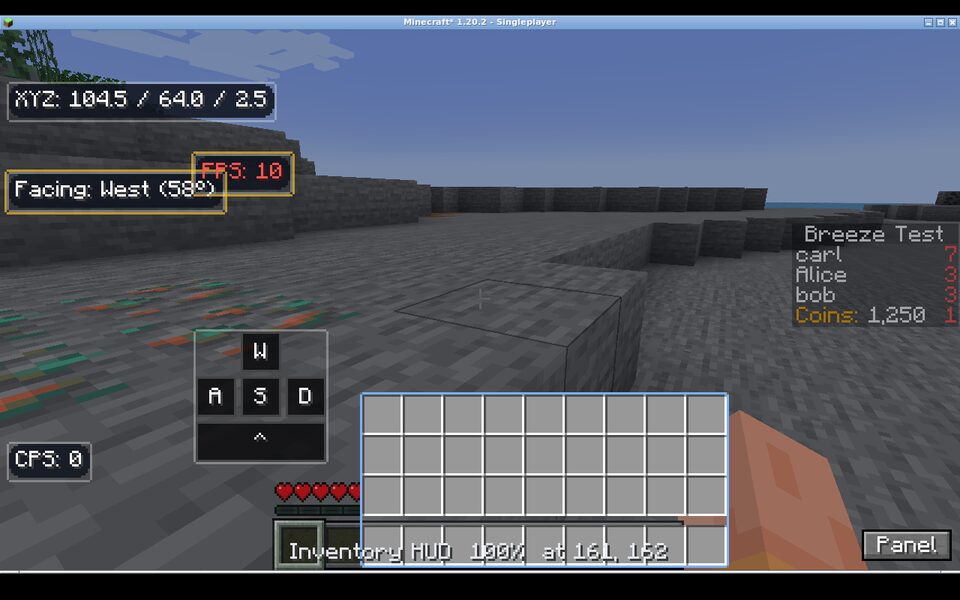 Minecraft* 1.20.2 - Singleplayer
XYZ: 104.5 / 64.0 / 2.5
FPS: 10
Facing: West (58º)
Breeze Test
carl 7
Alice 3
bob 3
Coins: 1,250 1
W
A S D
^
CPS: 0
Inventory HUD 100% at 161, 162
Panel